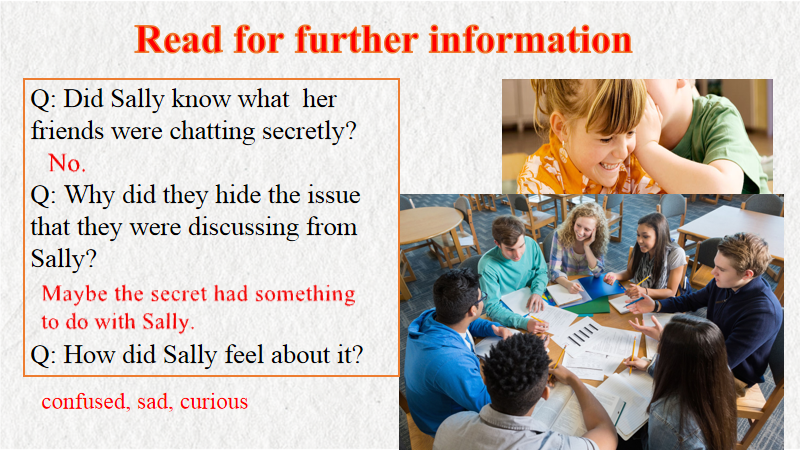 Read for further information
Q: Did Sally know what her
friends were chatting secretly?
No.
Q: Why did they hide the issue
that they were discussing from
Sally?
Maybe the secret had something
to do with Sally.
Q: How did Sally feel about it?
confused, sad, curious